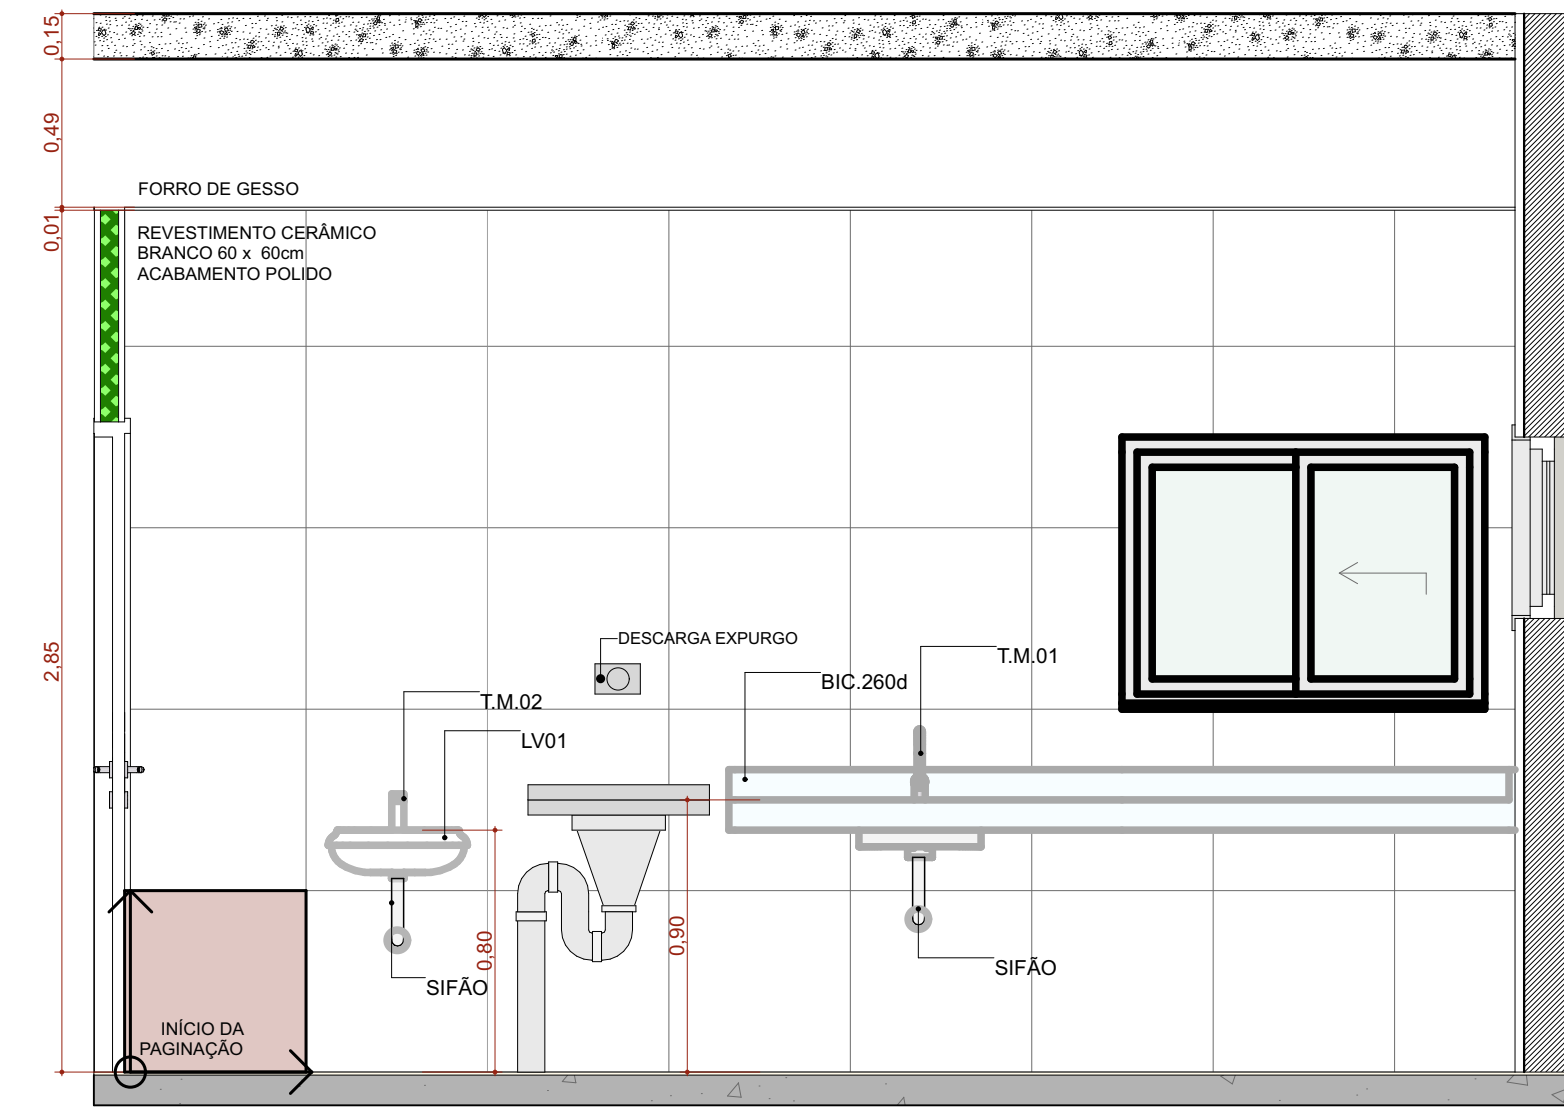 0,15
0,49
FORRO DE GESSO
0,01
REVESTIMENTO CERÂMICO
BRANCO 60 x  60cm
ACABAMENTO POLIDO
2,85
DESCARGA EXPURGO
T.M.01
BIC.260d
T.M.02
LV01
0,80
0,90
SIFÃO
SIFÃO
INÍCIO DA
PAGINAÇÃO